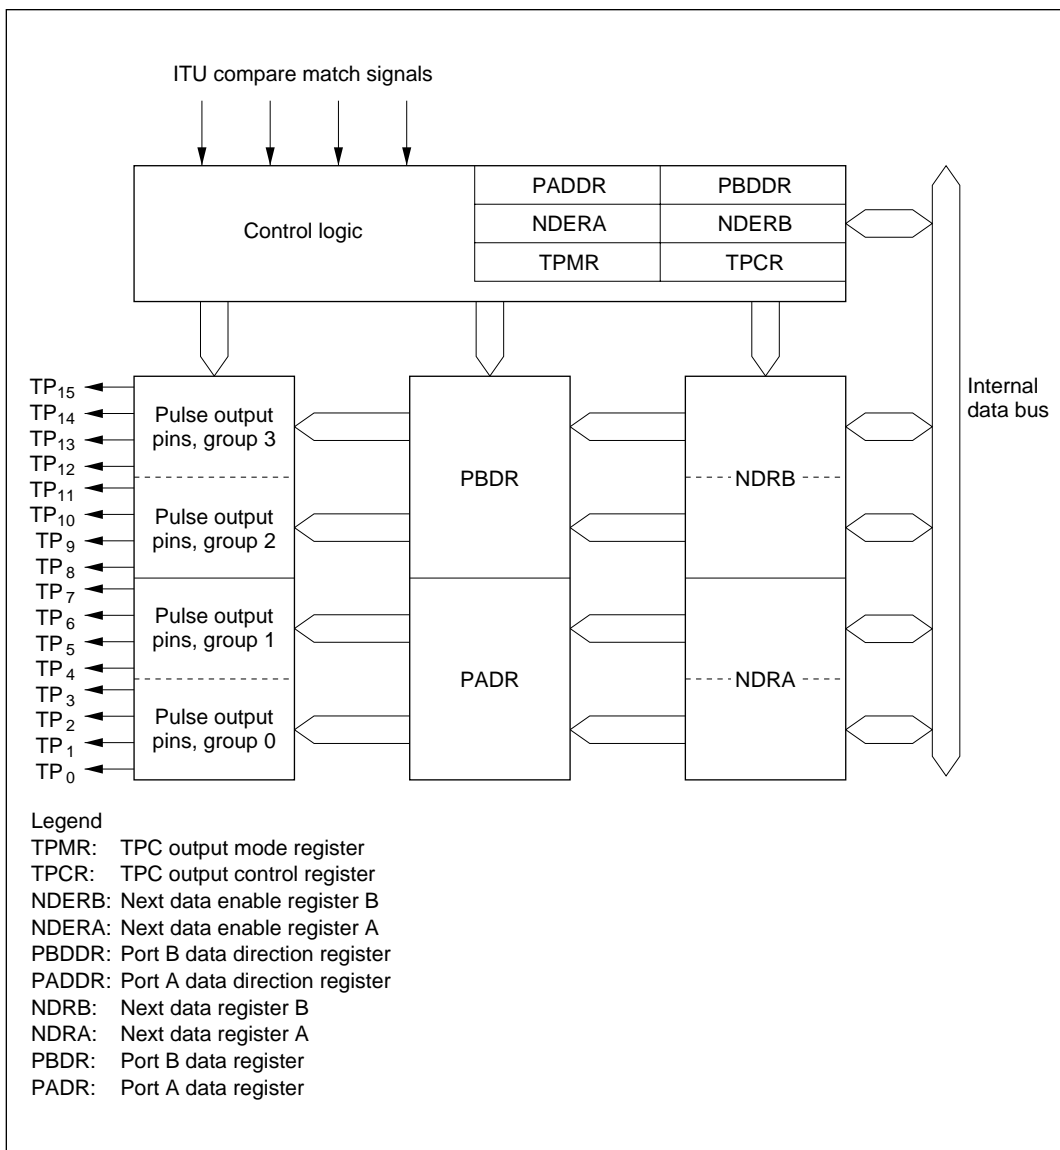 ITU compare match signals
Control logic
PADDR
PBDDR
NDERA
NDERB
TPMR
TPCR
Internal
data bus
TP15
TP14
TP13
TP12
TP11
TP10
TP9
TP8
TP7
TP6
TP5
TP4
TP3
TP2
TP1
TP0
Pulse output
pins, group 3
Pulse output
pins, group 2
Pulse output
pins, group 1
Pulse output
pins, group 0
PBDR
PADR
NDRB
NDRA
Legend
TPMR: TPC output mode register
TPCR: TPC output control register
NDERB: Next data enable register B
NDERA: Next data enable register A
PBDDR: Port B data direction register
PADDR: Port A data direction register
NDRB: Next data register B
NDRA: Next data register A
PBDR: Port B data register
PADR: Port A data register